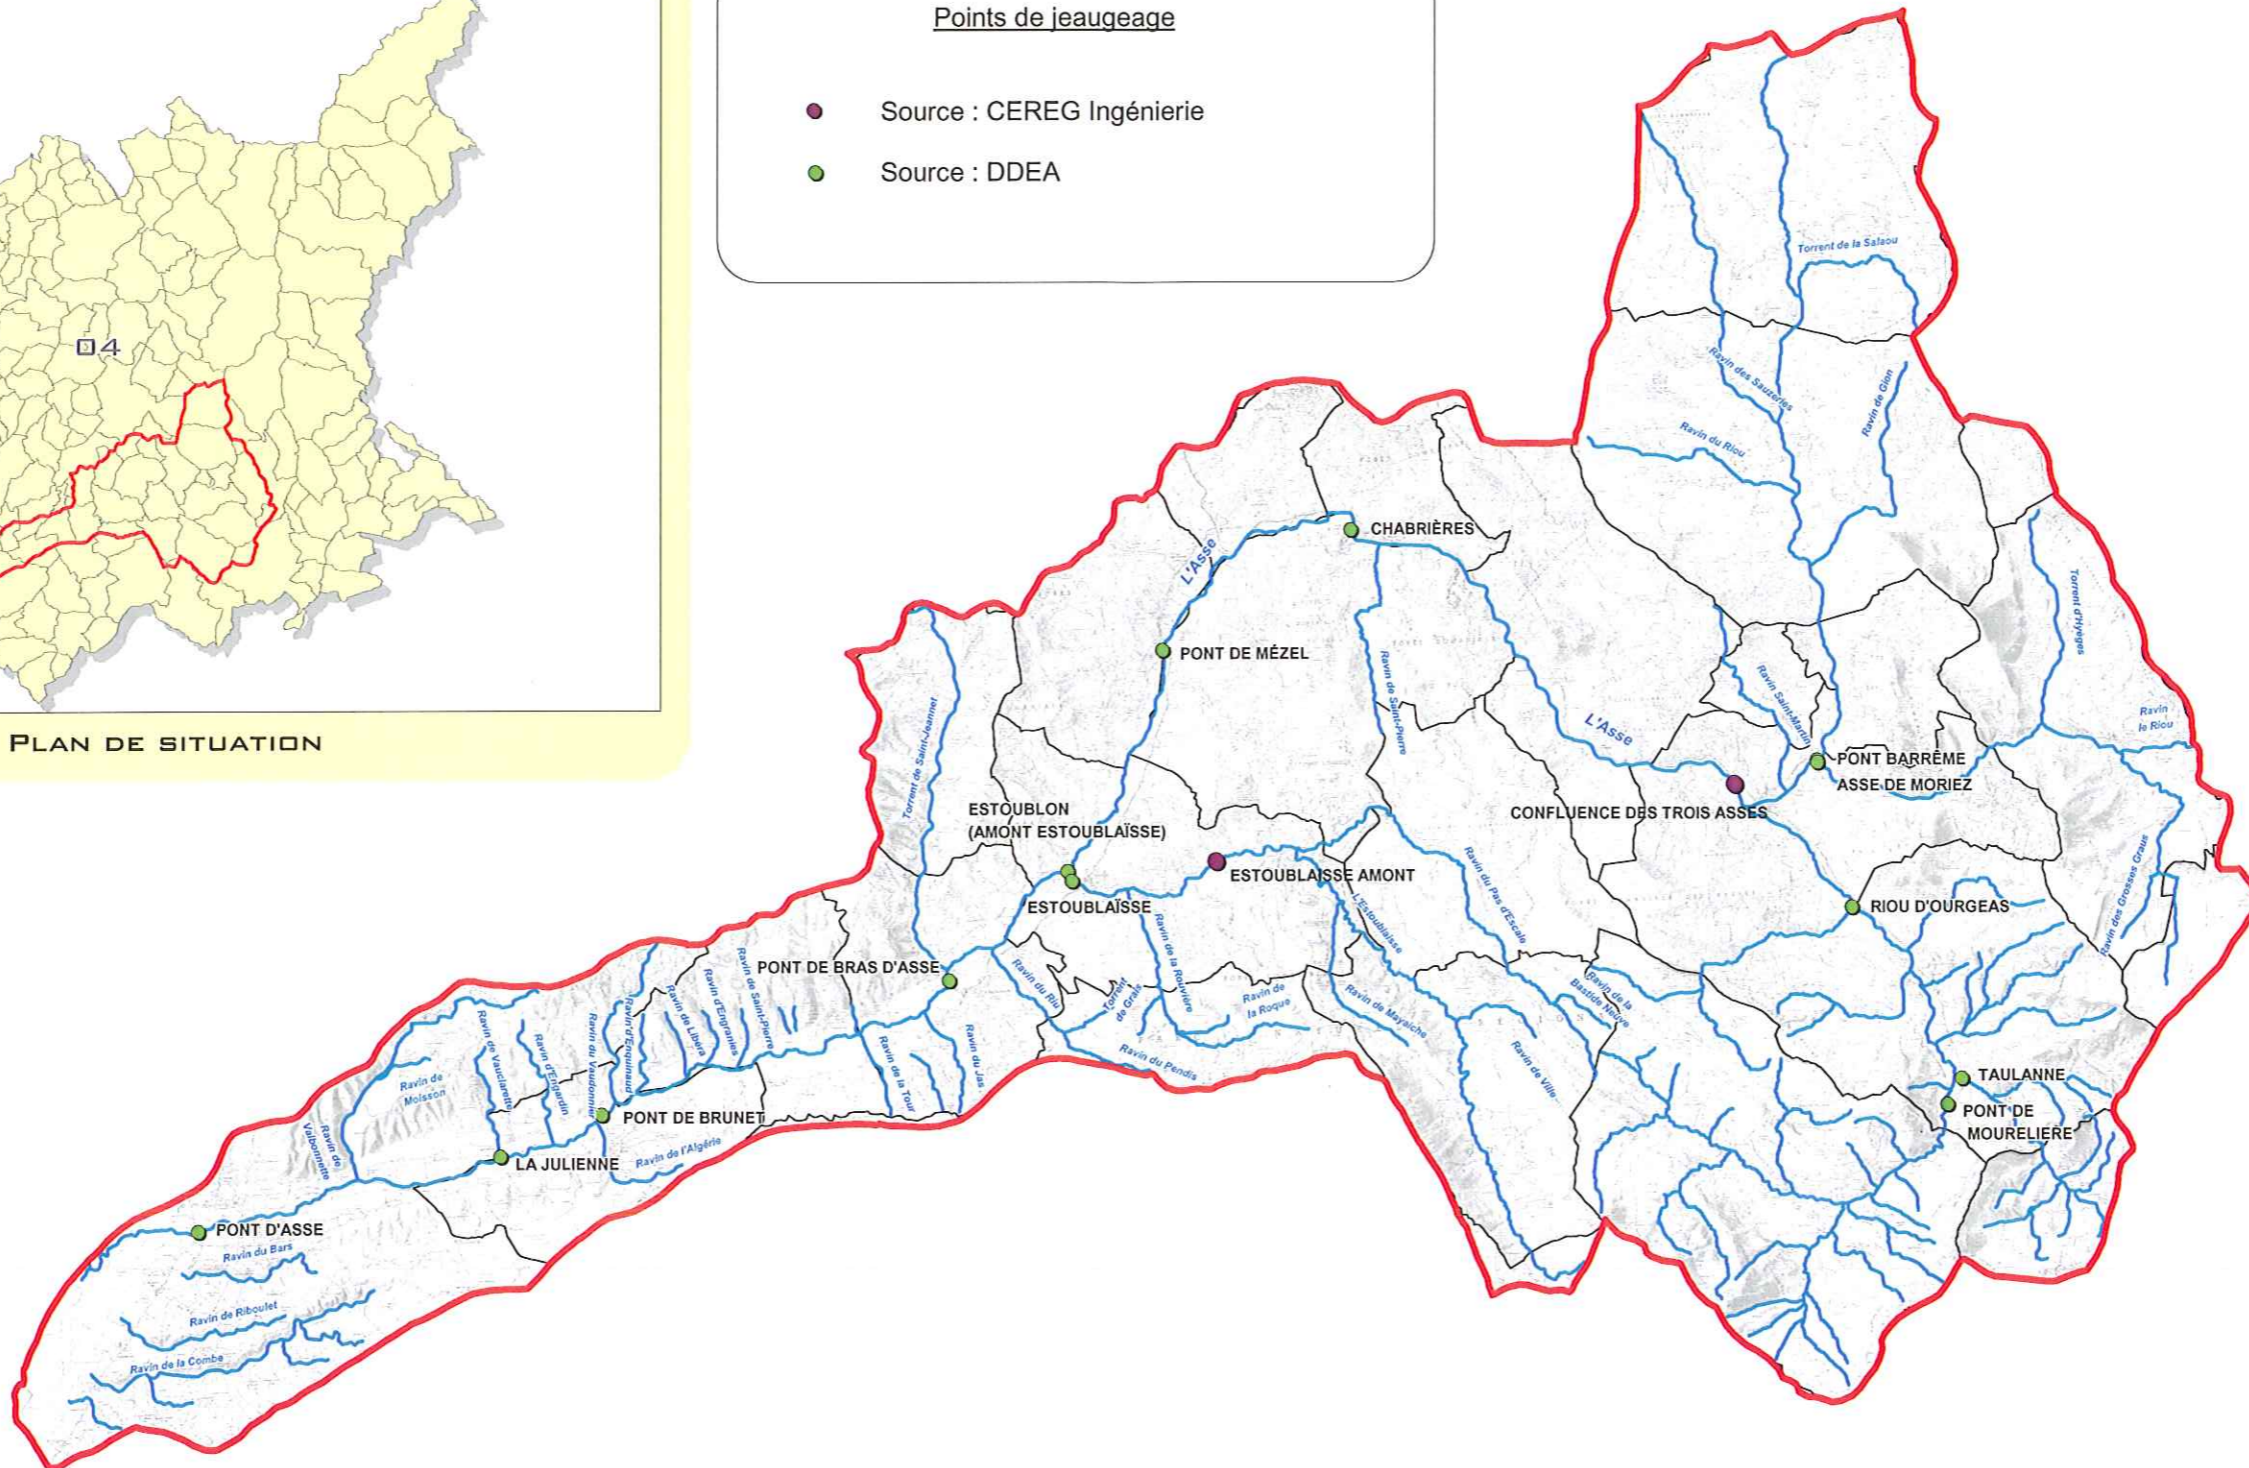 Points de jeaugeage
Source : CEREG Ingénierie
Source : DDEA
04
PLAN DE SITUATION
Torrent de la Salaou
Ravin des Sauzeries
Ravin de Gion
Ravin du Riou
CHABRIÈRES
L'Asse
Torrent d'Hyèges
PONT DE MÉZEL
Ravin de Saint-Pierre
Ravin Saint-Martin
Ravin
le Riou
Torrent de Saint-Jeannet
L'Asse
PONT BARRÊME
ASSE DE MORIEZ
CONFLUENCE DES TROIS ASSES
ESTOUBLON
(AMONT ESTOUBLAÏSSE)
ESTOUBLAISSE AMONT
ESTOUBLAÏSSE
Ravin du Pas d'Escale
L'Estoublaisse
Ravin des Grosses Graus
RIOU D'OURGEAS
Ravin de la Rouvière
PONT DE BRAS D'ASSE
Ravin du Riu
Torrent
de Grais
Ravin de
la Roque
Ravin de Mayaiche
Ravin de la
Bastide Neuve
Ravin de Saint-Pierre
Ravin d'Engranies
Ravin de Libera
Ravin d'Enquinaud
Ravin du Vaudonnier
Ravin d'Engardin
Ravin de Vauclarette
Ravin de la Tour
Ravin du Jas
Ravin du Pendis
Ravin de Ville
TAULANNE
PONT DE
MOURELIERE
Ravin de
Moisson
PONT DE BRUNET
Ravin de
Valbonnette
LA JULIENNE
Ravin de l'Algérie
PONT D'ASSE
Ravin du Bars
Ravin de Riboulet
Ravin de la Combe